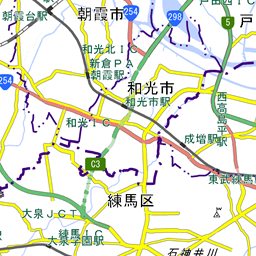 朝霞市
戸田西IC
戸
朝霞台駅
254
298
5
和光北IC
新倉PA
朝霞駅
254
和光市
和光市駅
西高島平駅
和光IC
成増駅
C3
東武練馬
練馬区
大泉JCT
練馬IC
大泉学園駅
石神井川